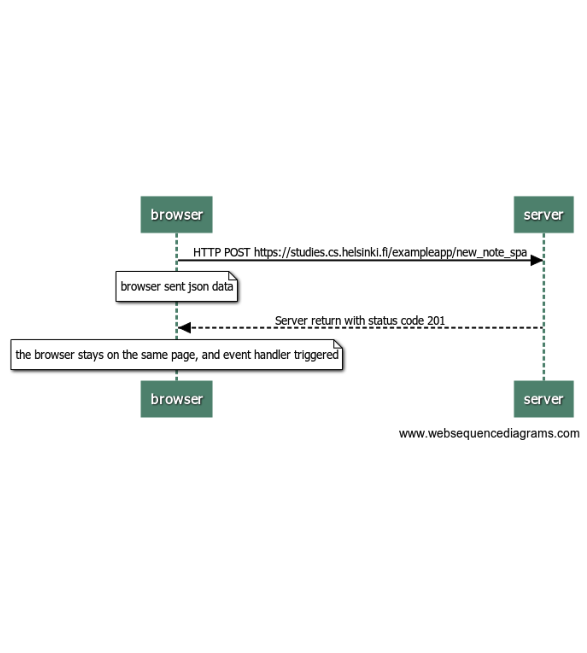 browser
server
HTTP POST https://studies.cs.helsinki.fi/exampleapp/new_note_spa
browser sent json data
Server return with status code 201
the browser stays on the same page, and event handler triggered
browser
server
www.websequencediagrams.com